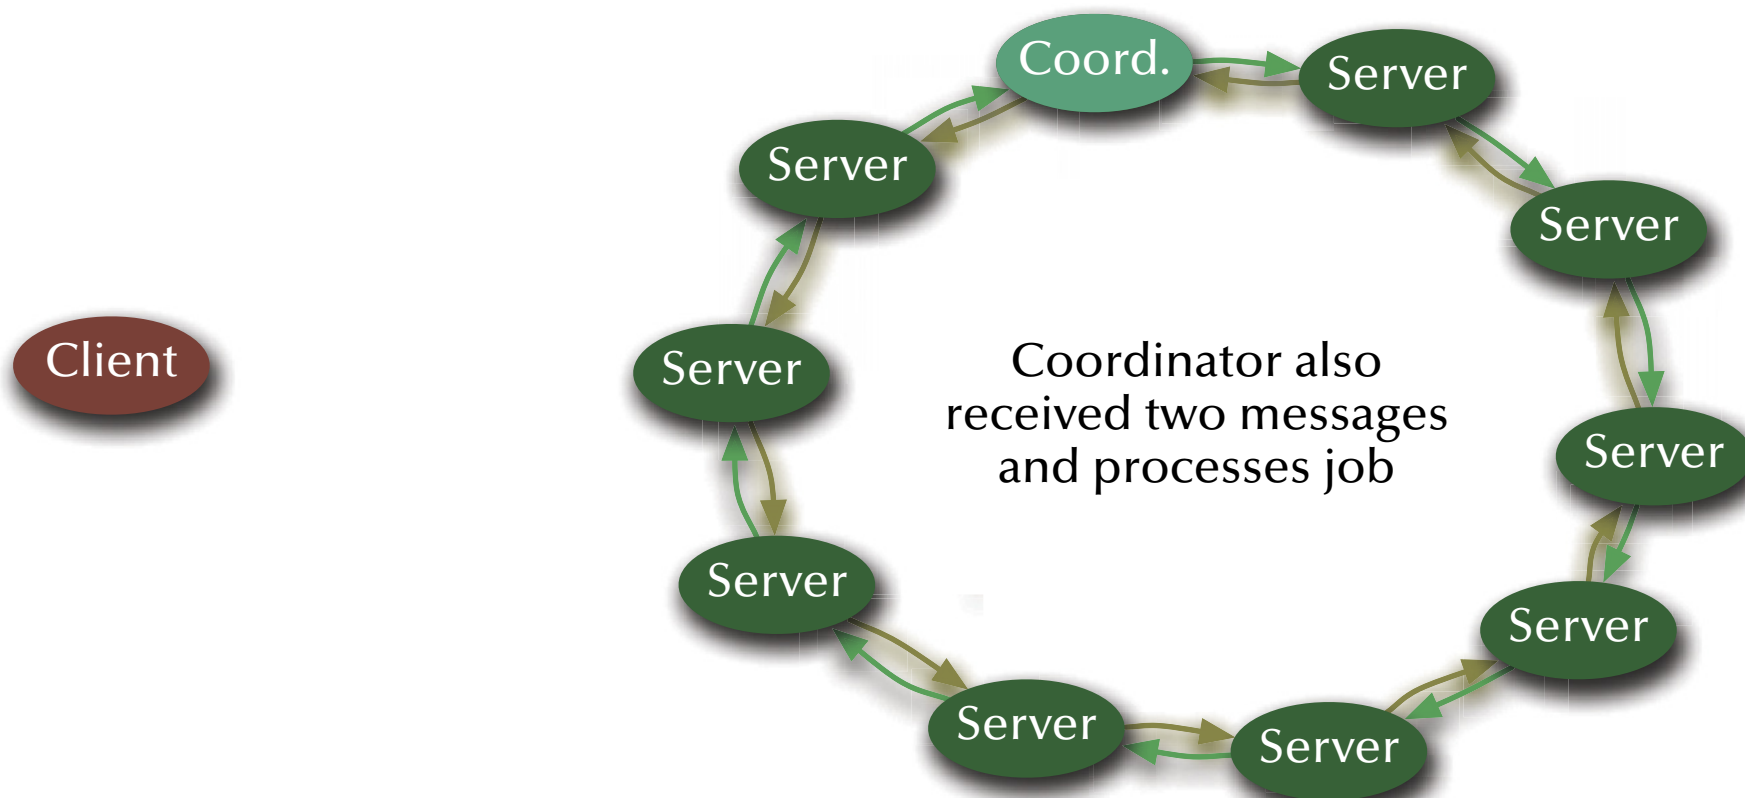 Coord.
Server
Server
Server
Client
Server
Coordinator also
received two messages
and processes job
Server
Server
Server
Server
Server